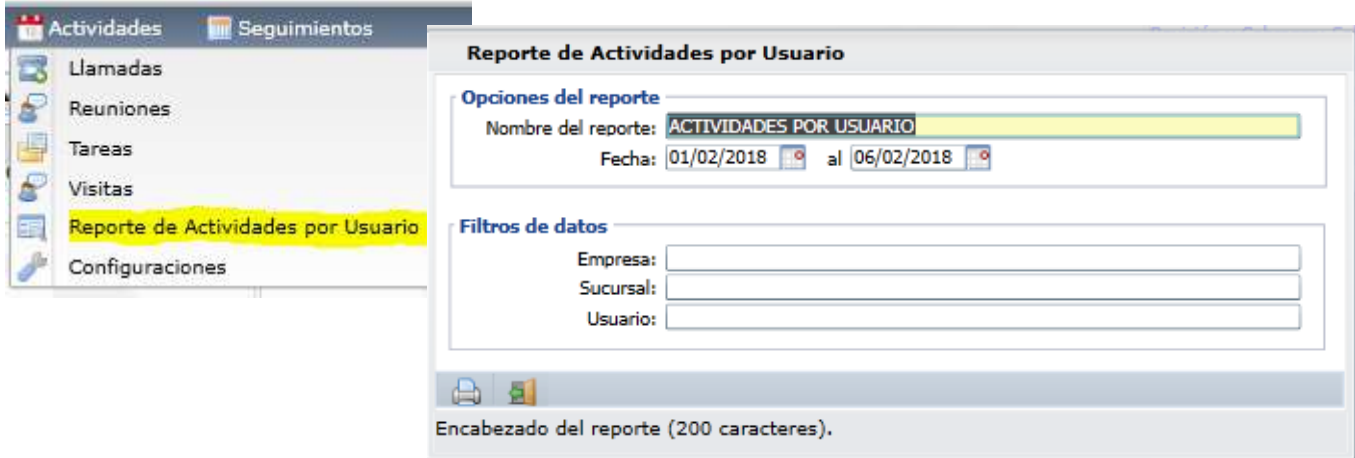 Actividades Seguimientos
Llamadas
Reuniones
Tareas
Visitas
Reporte de Actividades por Usuario
Configuraciones
Reporte de Actividades por Usuario
Opciones del reporte
Nombre del reporte: ACTIVIDADES POR USUARIO
Fecha: 01/02/2018 al 06/02/2018
Filtros de datos
Empresa:
Sucursal:
Usuario:
Encabezado del reporte (200 caracteres).